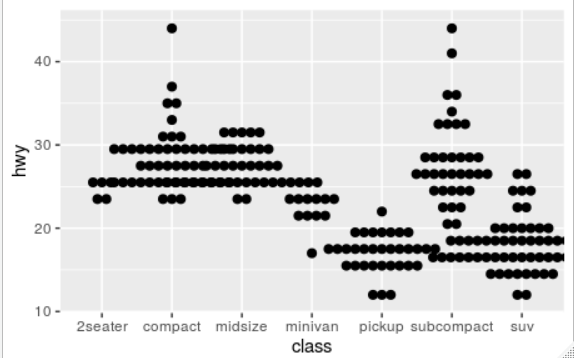 40
30
20
10
hwy
2seater compact midsize minivan pickup subcompact suv
class